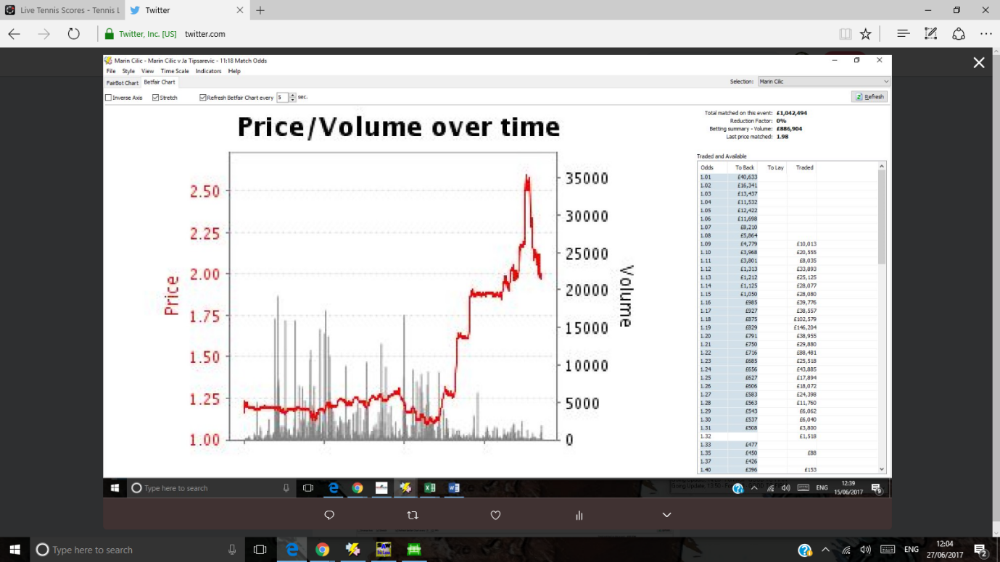 Live Tennis Scores - Tennis L
Twitter
Twitter, Inc. [US] twitter.com
Marin Cilic - Marin Cilic v Ja Tipsarevic - 11:18 Match Odds
File Style View Time Scale Indicators Help
FairBot Chart Betfair Chart
Selection: Marin Cilic
Inverse Axis Stretch Refresh Betfair Chart every 5 sec.
Refresh
Price/Volume over time
Price
2.50
2.25
2.00
1.75
1.50
1.25
1.00
35000
30000
25000
20000
15000
10000
5000
0
Volume
Total matched on this event: £1,042,494
Reduction Factor: 0%
Betting summary - Volume: £886,904
Last price matched: 1.98
Traded and Available
Odds To Back To Lay Traded
1.01 £40,633
1.02 £16,341
1.03 £13,437
1.04 £11,532
1.05 £12,422
1.06 £11,698
1.07 £8,210
1.08 £5,864
1.09 £4,779 £10,013
1.10 £3,968 £20,555
1.11 £3,801 £8,035
1.12 £1,313 £33,893
1.13 £1,212 £25,125
1.14 £1,125 £28,077
1.15 £1,050 £28,080
1.16 £985 £39,776
1.17 £927 £38,557
1.18 £875 £102,579
1.19 £829 £146,204
1.20 £791 £38,955
1.21 £750 £29,880
1.22 £716 £88,481
1.23 £685 £25,518
1.24 £656 £43,885
1.25 £627 £17,894
1.26 £606 £18,072
1.27 £583 £24,398
1.28 £563 £11,760
1.29 £543 £6,062
1.30 £537 £6,040
1.31 £508 £3,800
1.32 £1,518
1.33 £477
1.35 £450 £88
1.37 £426
1.40 £396 £153
Type here to search
ENG
12:39
15/06/2017
9
Type here to search
ENG
12:04
27/06/2017
2